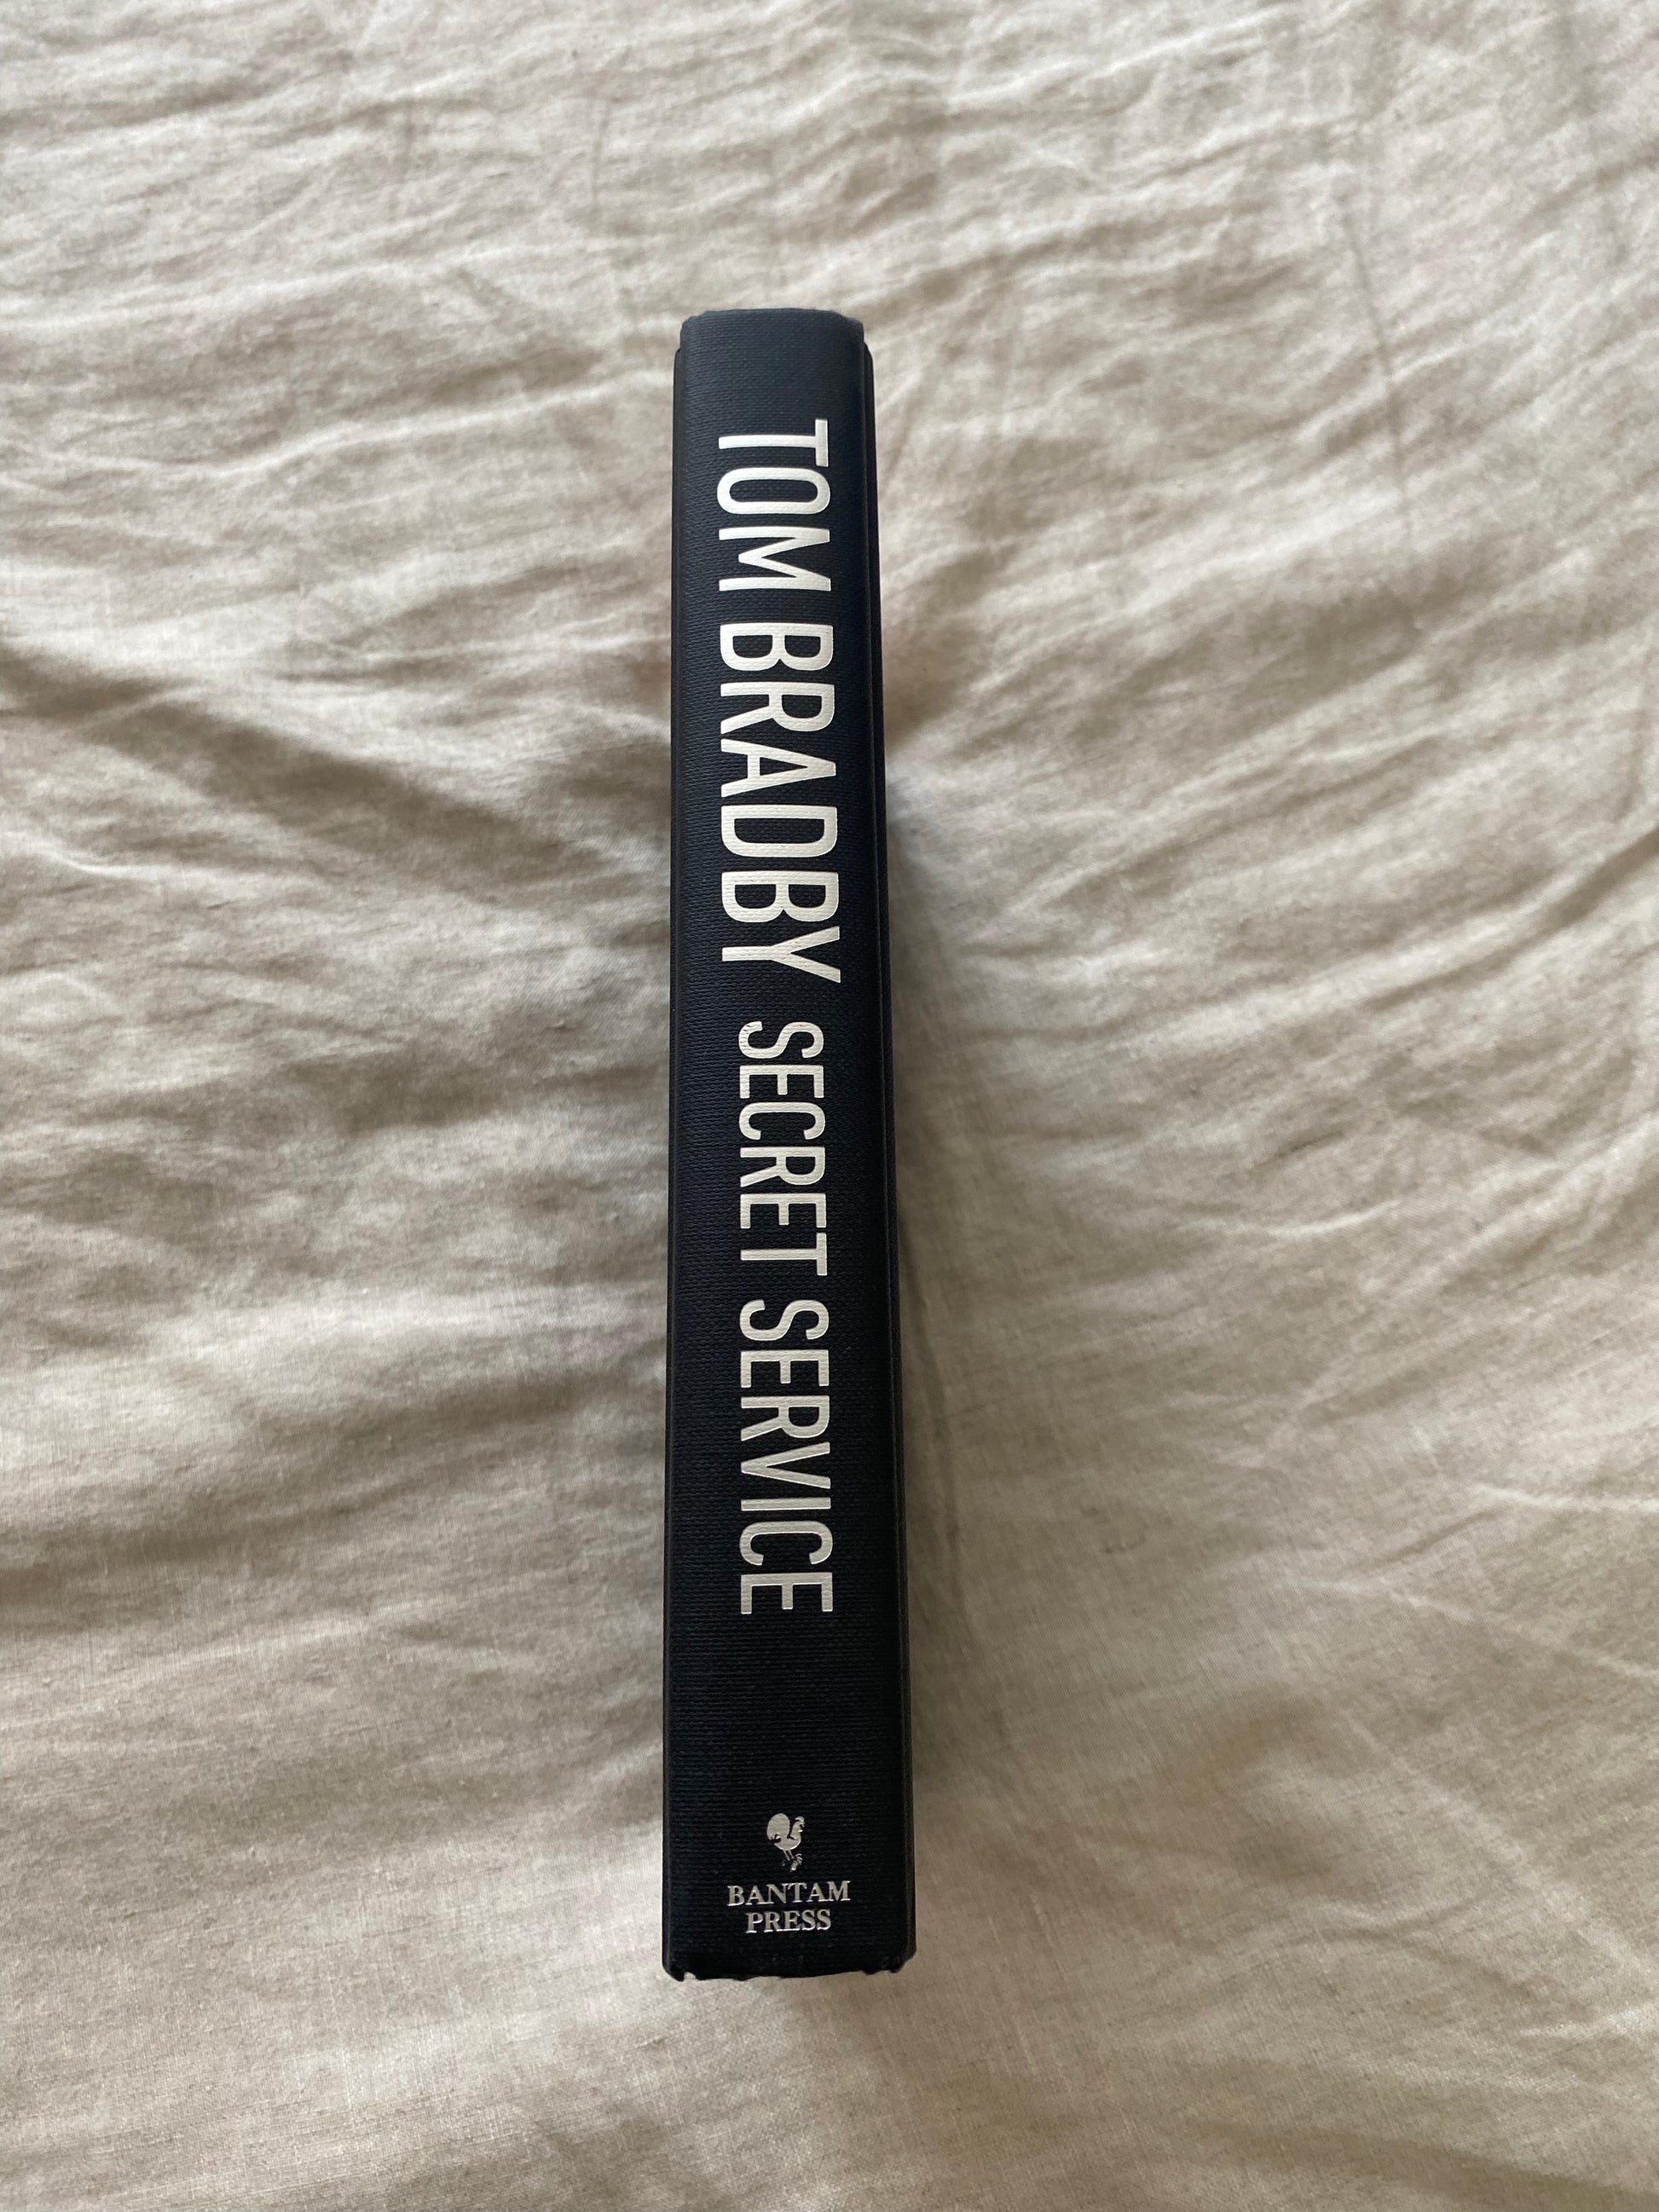 TOM BRADBY SECRET SERVICE
BANTAM
PRESS